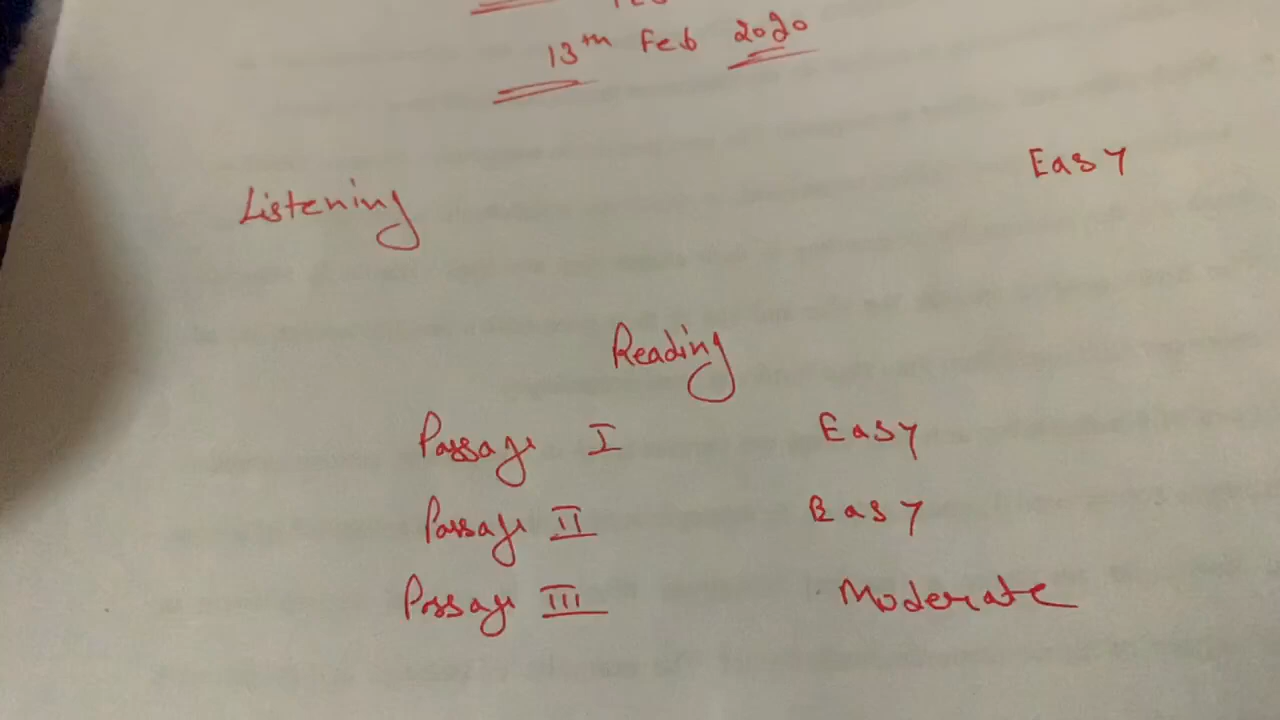 13th Feb 2020
Listening Easy
Reading
Passage I Easy
Passage II Easy
Passage III Moderate